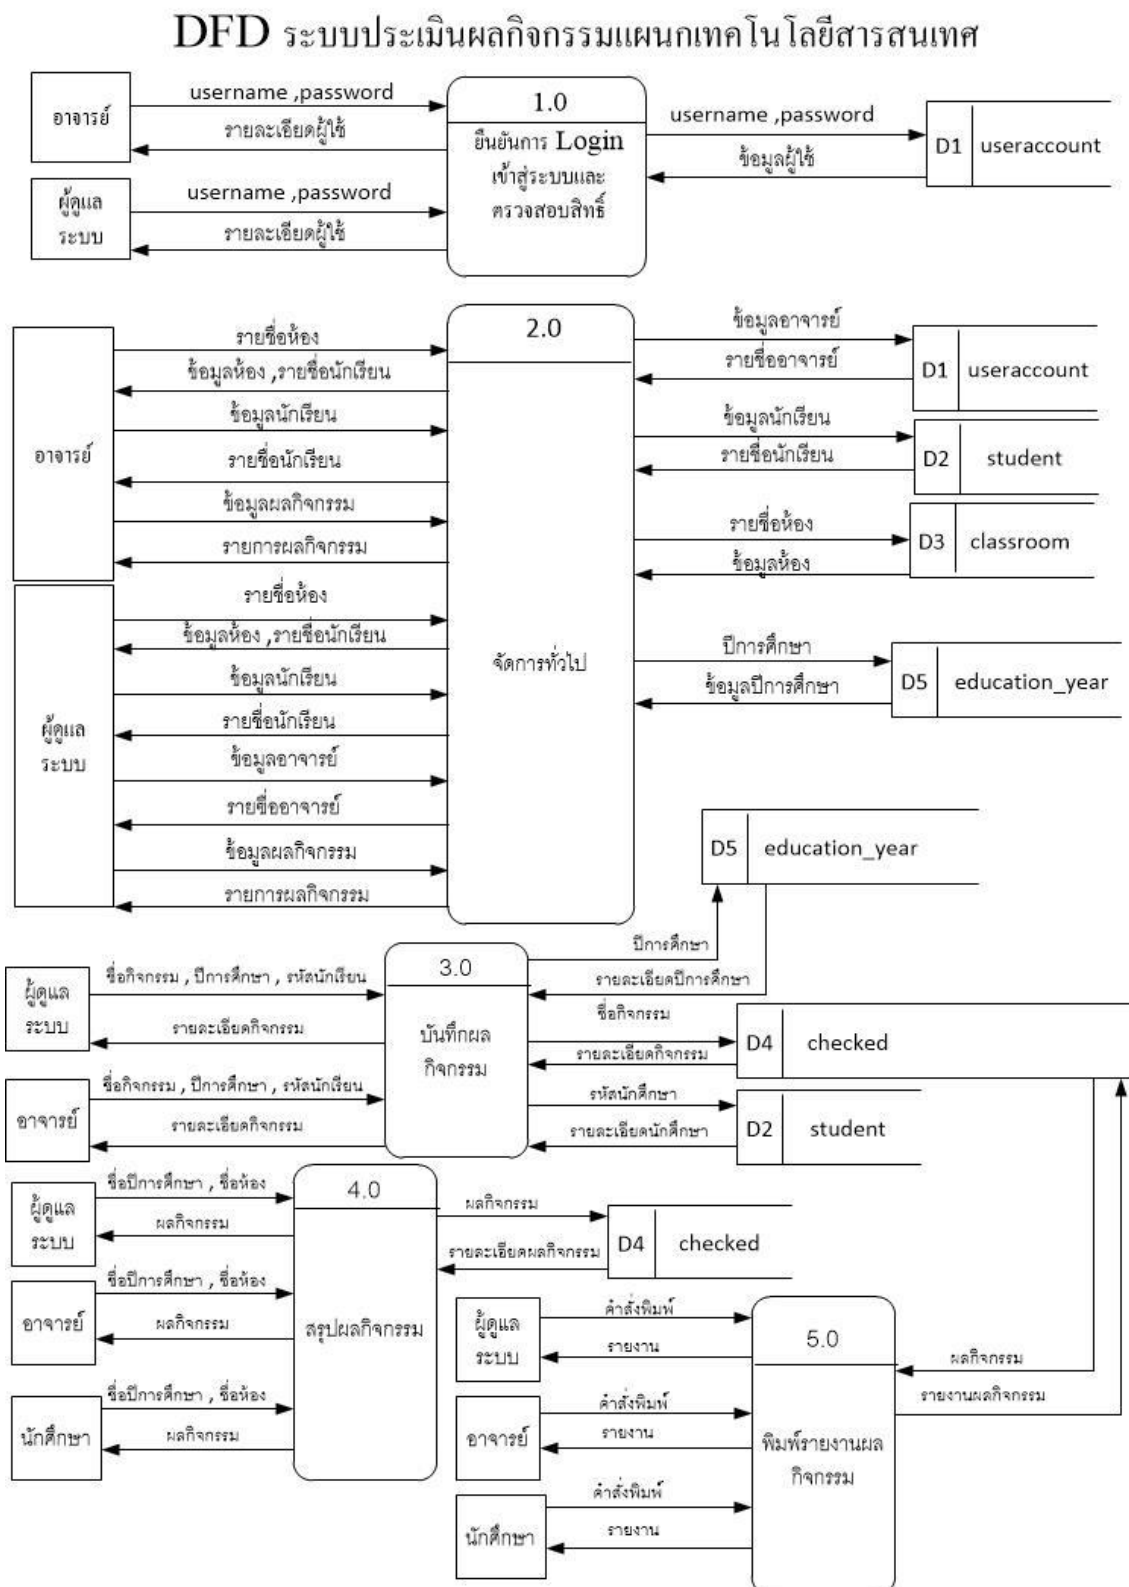 DFD ระบบประเมินผลกิจกรรมแผนกเทคโนโลยีสารสนเทศ
อาจารย์
username ,password
รายละเอียดผู้ใช้
ผู้ดูแล
ระบบ
username ,password
รายละเอียดผู้ใช้
1.0
ยืนยันการ Login
เข้าสู่ระบบและ
ตรวจสอบสิทธิ์
username ,password
ข้อมูลผู้ใช้
D1 useraccount
อาจารย์
รายชื่อห้อง
ข้อมูลห้อง ,รายชื่อนักเรียน
ข้อมูลนักเรียน
รายชื่อนักเรียน
ข้อมูลผลกิจกรรม
รายการผลกิจกรรม
ผู้ดูแล
ระบบ
รายชื่อห้อง
ข้อมูลห้อง ,รายชื่อนักเรียน
ข้อมูลนักเรียน
รายชื่อนักเรียน
ข้อมูลอาจารย์
รายชื่ออาจารย์
ข้อมูลผลกิจกรรม
รายการผลกิจกรรม
2.0
จัดการทั่วไป
ข้อมูลอาจารย์
รายชื่ออาจารย์
D1 useraccount
ข้อมูลนักเรียน
รายชื่อนักเรียน
D2 student
รายชื่อห้อง
ข้อมูลห้อง
D3 classroom
ปีการศึกษา
ข้อมูลปีการศึกษา
D5 education_year
D5 education_year
ผู้ดูแล
ระบบ
ชื่อกิจกรรม , ปีการศึกษา , รหัสนักเรียน
รายละเอียดกิจกรรม
อาจารย์
ชื่อกิจกรรม , ปีการศึกษา , รหัสนักเรียน
รายละเอียดกิจกรรม
3.0
บันทึกผล
กิจกรรม
ปีการศึกษา
รายละเอียดปีการศึกษา
ชื่อกิจกรรม
รายละเอียดกิจกรรม
D4 checked
รหัสนักศึกษา
รายละเอียดนักศึกษา
D2 student
ผู้ดูแล
ระบบ
ชื่อปีการศึกษา , ชื่อห้อง
ผลกิจกรรม
อาจารย์
ชื่อปีการศึกษา , ชื่อห้อง
ผลกิจกรรม
นักศึกษา
ชื่อปีการศึกษา , ชื่อห้อง
ผลกิจกรรม
4.0
สรุปผลกิจกรรม
ผลกิจกรรม
รายละเอียดผลกิจกรรม
D4 checked
ผู้ดูแล
ระบบ
คำสั่งพิมพ์
รายงาน
อาจารย์
คำสั่งพิมพ์
รายงาน
นักศึกษา
คำสั่งพิมพ์
รายงาน
5.0
พิมพ์รายงานผล
กิจกรรม
ผลกิจกรรม
รายงานผลกิจกรรม